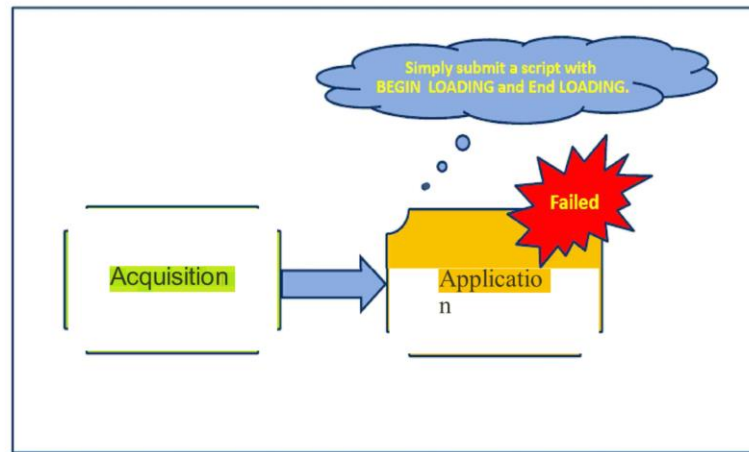 Simply submit a script with
BEGIN LOADING and End LOADING.
Failed
Acquisition
Applicatio
n